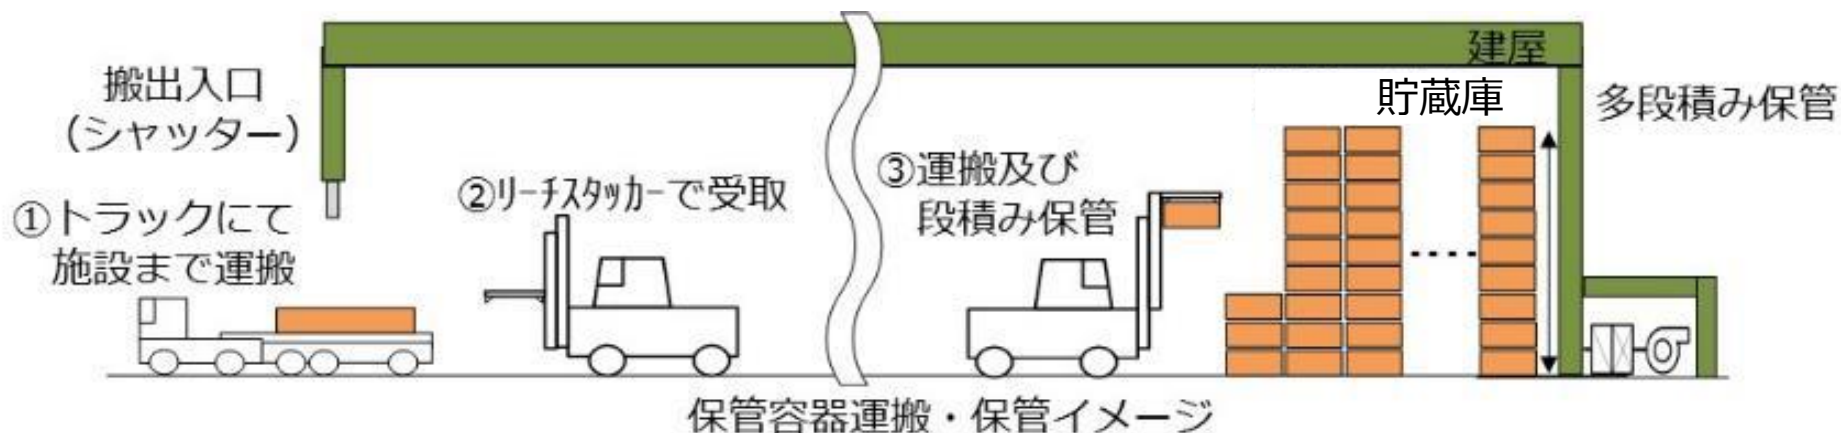 建屋
搬出入口
(シャッター)
貯蔵庫
多段積み保管
①トラックにて
施設まで運搬
②ﾘｰﾁｽﾀｯｶｰで受取
③運搬及び
段積み保管
保管容器運搬・保管イメージ